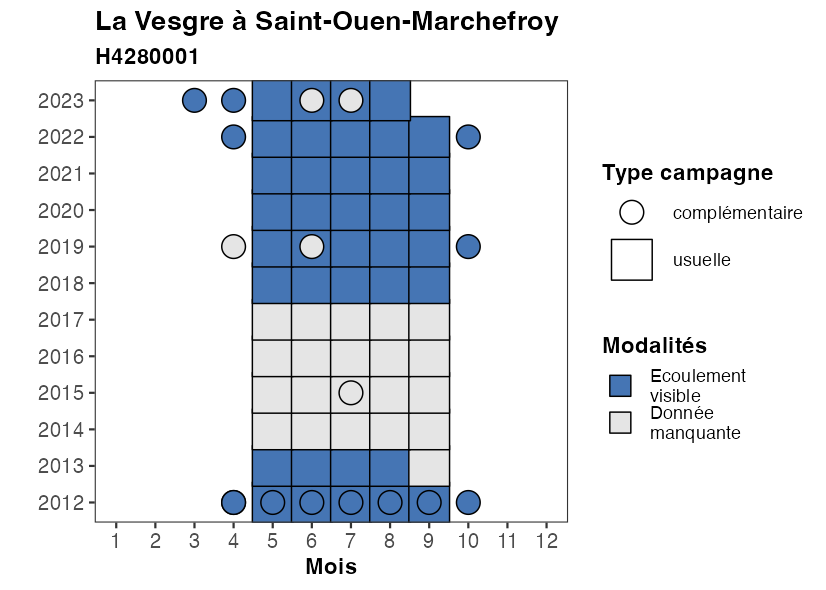 La Vesgre à Saint-Ouen-Marchefroy
H4280001
2023
2022
2021
2020
2019
2018
2017
2016
2015
2014
2013
2012
1 2 3 4 5 6 7 8 9 10 11 12
Mois
Type campagne
complémentaire
usuelle
Modalités
Ecoulement
visible
Donnée
manquante